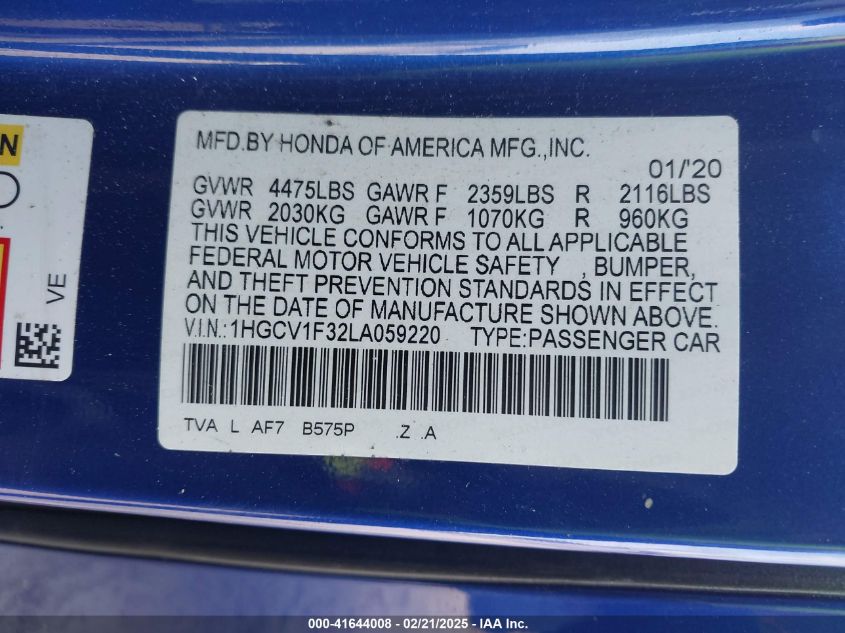 MFD.BY HONDA OF AMERICA MFG.,INC.
01/'20
GVWR 4475LBS GAWR F 2359LBS R 2116LBS
GVWR 2030KG GAWR F 1070KG R 960KG
THIS VEHICLE CONFORMS TO ALL APPLICABLE
FEDERAL MOTOR VEHICLE SAFETY , BUMPER,
AND THEFT PREVENTION STANDARDS IN EFFECT
ON THE DATE OF MANUFACTURE SHOWN ABOVE.
V.I.N.:1HGCV1F32LA059220 TYPE:PASSENGER CAR
TVA L AF7 B575P .Z .A
VE
000-41644008 - 02/21/2025 - IAA Inc.